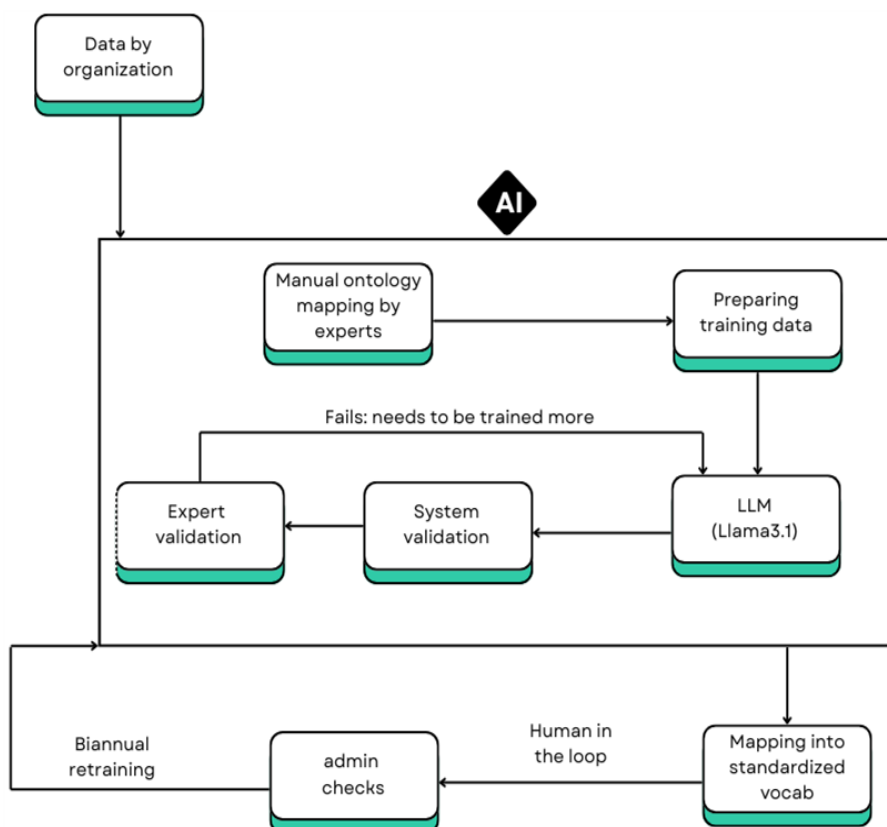 Data by
organization
AI
Manual ontology
mapping by
experts
Preparing
training data
Fails: needs to be trained more
Expert
validation
System
validation
LLM
(Llama3.1)
Biannual
retraining
admin
checks
Human in
the loop
Mapping into
standardized
vocab